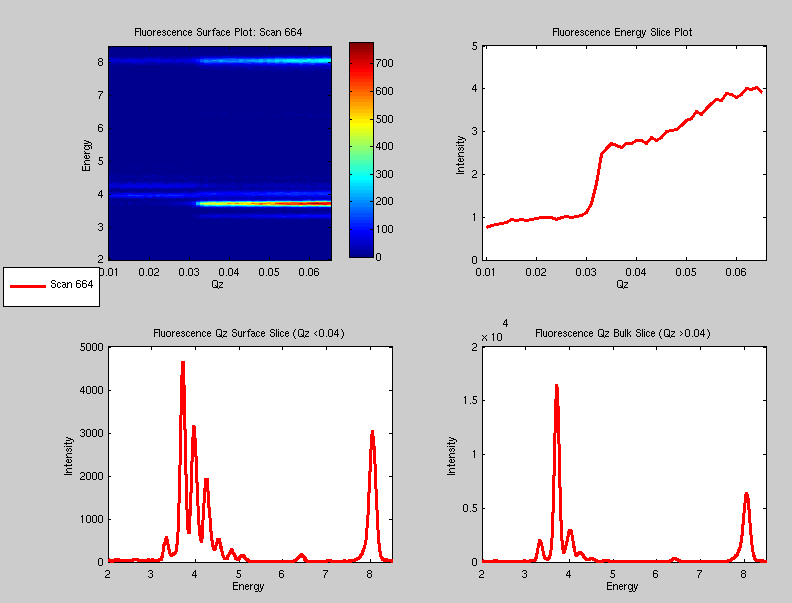 Fluorescence Surface Plot: Scan 664
8
7
6
5
4
3
2
Energy
0.01 0.02 0.03 0.04 0.05 0.06
Qz
700
600
500
400
300
200
100
0
Fluorescence Energy Slice Plot
5
4
3
2
1
0
Intensity
0.01 0.02 0.03 0.04 0.05 0.06
Qz
Scan 664
Fluorescence Qz Surface Slice (Qz <0.04)
5000
4000
3000
2000
1000
0
Intensity
2 3 4 5 6 7 8
Energy
Fluorescence Qz Bulk Slice (Qz >0.04)
x 10 4
2
1.5
1
0.5
0
Intensity
2 3 4 5 6 7 8
Energy